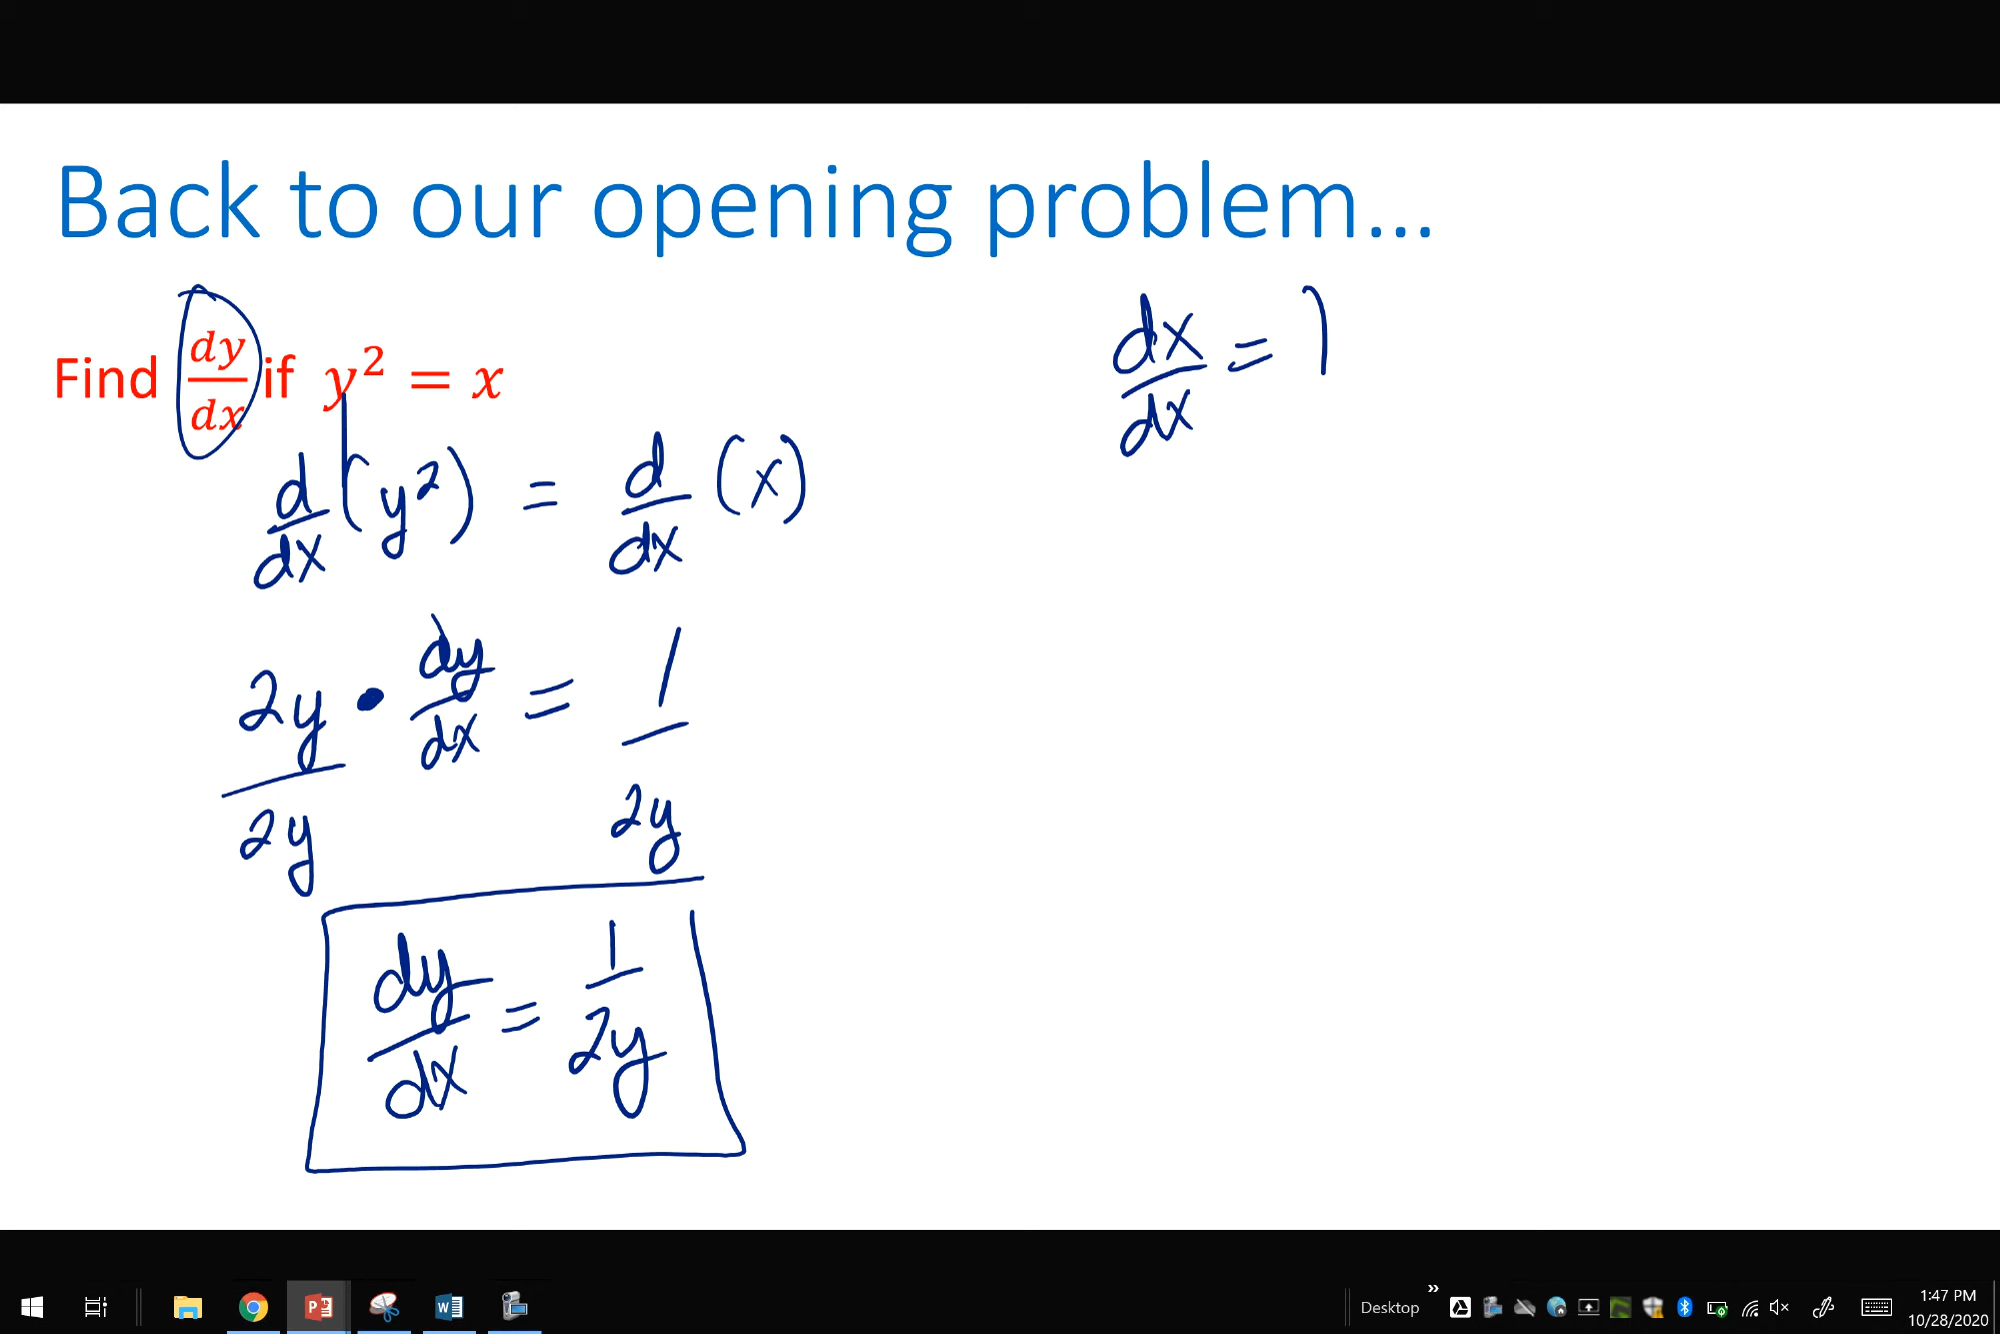 Back to our opening problem...
Find dy/dx if y² = x
dx/dx = 1
d/dx (y²) = d/dx (x)
2y • dy/dx = 1
2y 2y
dy/dx = 1/2y
Desktop
1:47 PM
10/28/2020